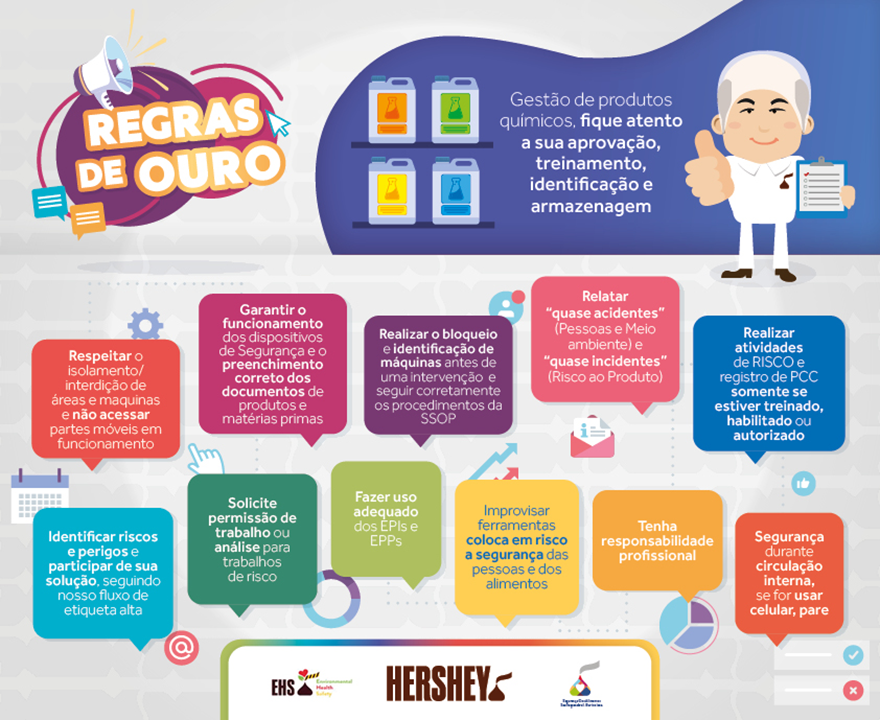 REGRAS
DE OURO
Gestão de produtos
químicos, fique atento
a sua aprovação,
treinamento,
identificação e
armazenagem
Respeitar o
isolamento/
interdição de
áreas e maquinas
e não acessar
partes móveis em
funcionamento
Garantir o
funcionamento
dos dispositivos
de Segurança e o
preenchimento
correto dos
documentos de
produtos e
matérias primas
Realizar o bloqueio
e identificação de
máquinas antes de
uma intervenção e
seguir corretamente
os procedimentos da
SSOP
Relatar
“quase acidentes”
(Pessoas e Meio
ambiente) e
“quase incidentes”
(Risco ao Produto)
Realizar
atividades
de RISCO e
registro de PCC
somente se
estiver treinado,
habilitado ou
autorizado
Identificar riscos
e perigos e
participar de sua
solução, seguindo
nosso fluxo de
etiqueta alta
Solicite
permissão de
trabalho ou
análise para
trabalhos
de risco
Fazer uso
adequado
dos EPIs e
EPPs
Improvisar
ferramentas
coloca em risco
a segurança das
pessoas e dos
alimentos
Tenha
responsabilidade
profissional
Segurança
durante
circulação
interna,
se for usar
celular, pare
@
EHS
Environmental
Health
Safety
HERSHEY